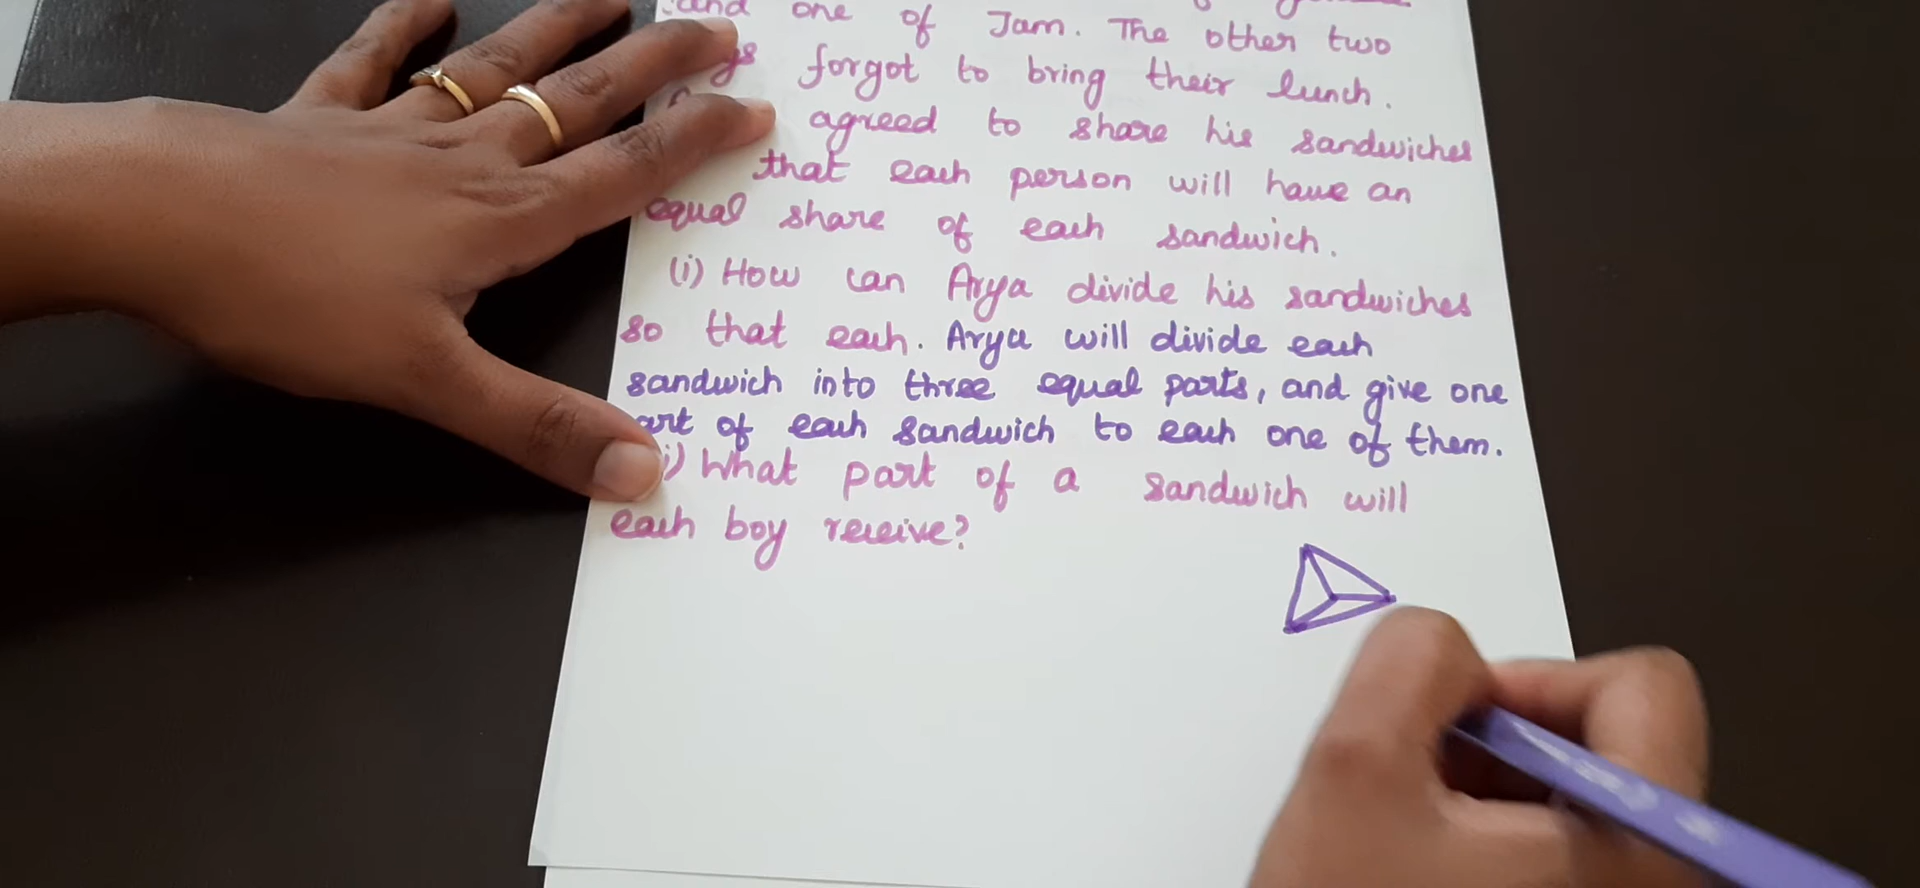 and one of Jam. The other two
forgot to bring their lunch.
agreed to share his sandwiches
that each person will have an
equal share of each sandwich.
(i) How can Arya divide his sandwiches
so that each. Arya will divide each
sandwich into three equal parts, and give one
part of each sandwich to each one of them.
i) What part of a sandwich will
each boy receive?